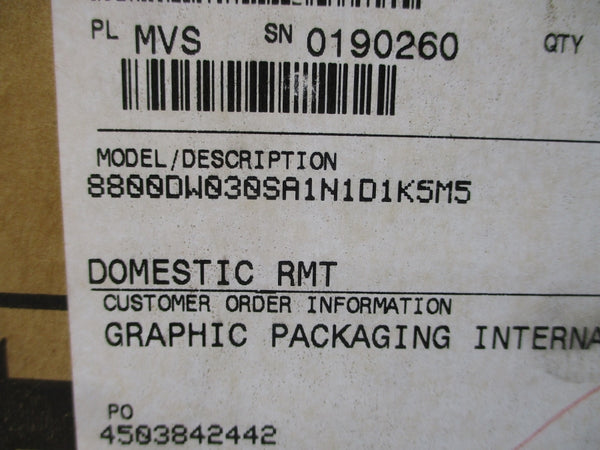 PL MVS SN 0190260 QTY
MODEL/DESCRIPTION
8800DW030SA1N1D1K5M5
DOMESTIC RMT
CUSTOMER ORDER INFORMATION
GRAPHIC PACKAGING INTERNA
PO
4503842442